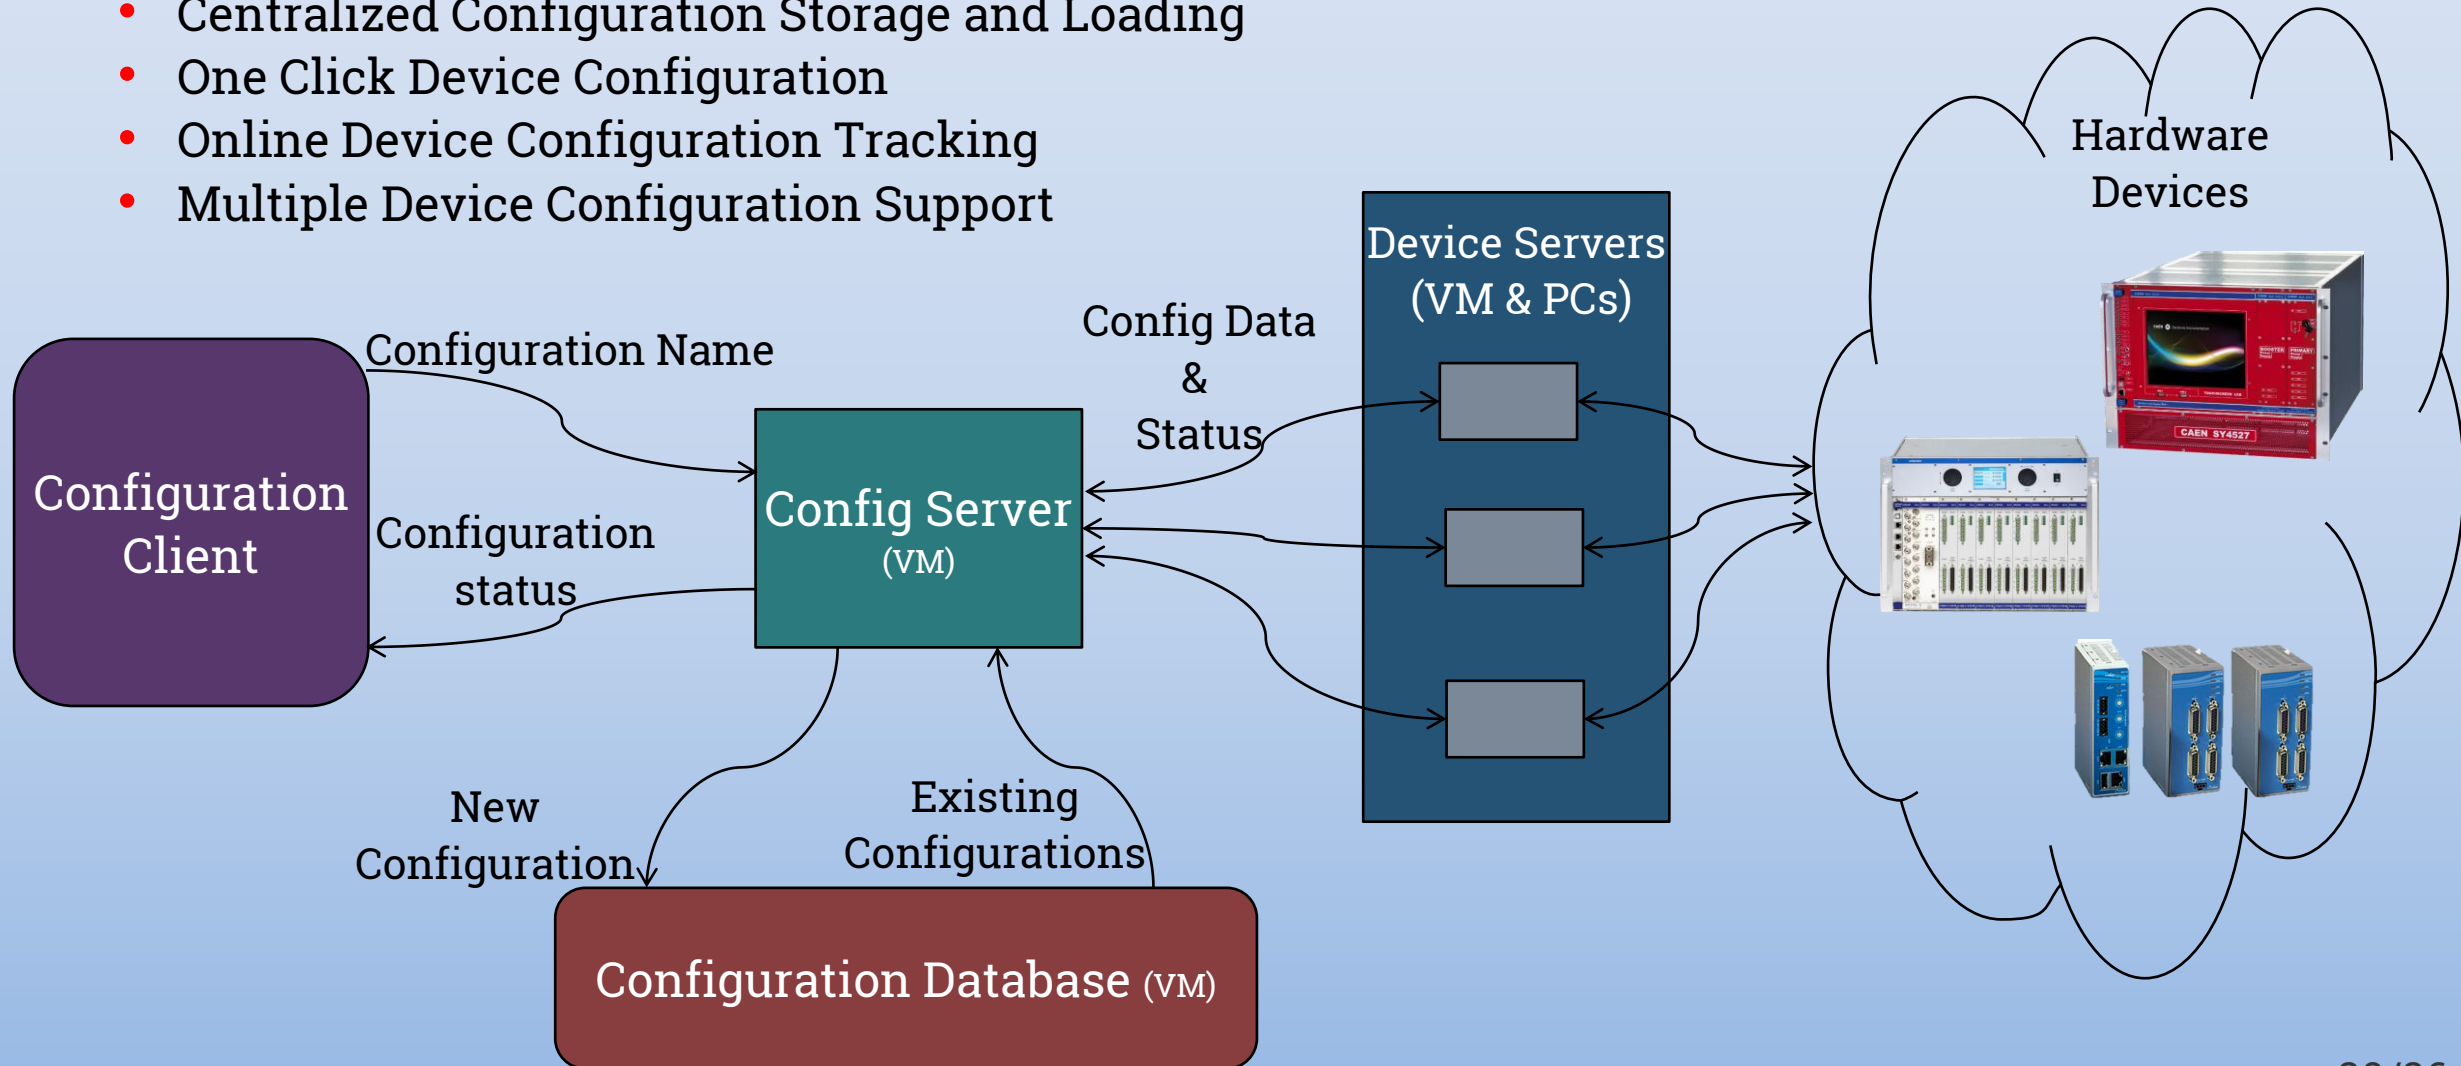 • Centralized Configuration Storage and Loading
• One Click Device Configuration
• Online Device Configuration Tracking
• Multiple Device Configuration Support
Hardware
Devices
Device Servers
(VM & PCs)
Configuration Name
Config Data
&
Status
Configuration
Client
Config Server
(VM)
Configuration
status
CAEN SY4527
New
Configuration
Existing
Configurations
Configuration Database (VM)